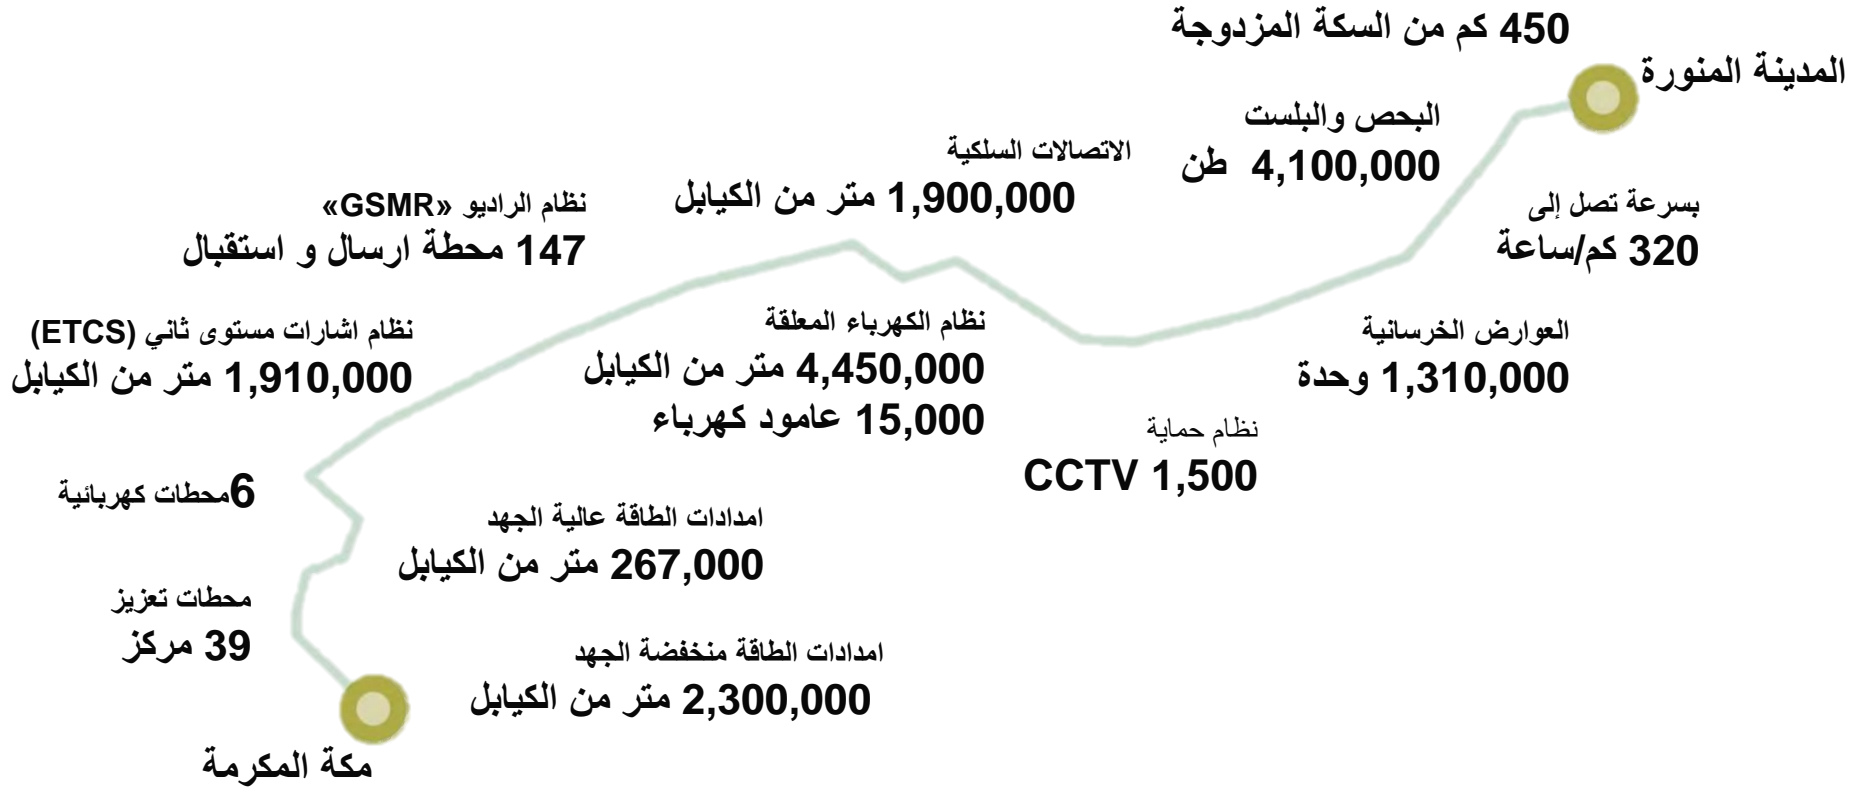 450 كم من السكة المزدوجة
المدينة المنورة
البحص والبلست
4,100,000 طن
الاتصالات السلكية
1,900,000 متر من الكيابل
بسرعة تصل إلى
320 كم/ساعة
نظام الراديو «GSMR»
147 محطة ارسال و استقبال
العوارض الخرسانية
1,310,000 وحدة
نظام الكهرباء المعلقة
4,450,000 متر من الكيابل
15,000 عامود كهرباء
نظام اشارات مستوى ثاني (ETCS)
1,910,000 متر من الكيابل
نظام حماية
CCTV 1,500
6محطات كهربائية
امدادات الطاقة عالية الجهد
267,000 متر من الكيابل
محطات تعزيز
39 مركز
امدادات الطاقة منخفضة الجهد
2,300,000 متر من الكيابل
مكة المكرمة